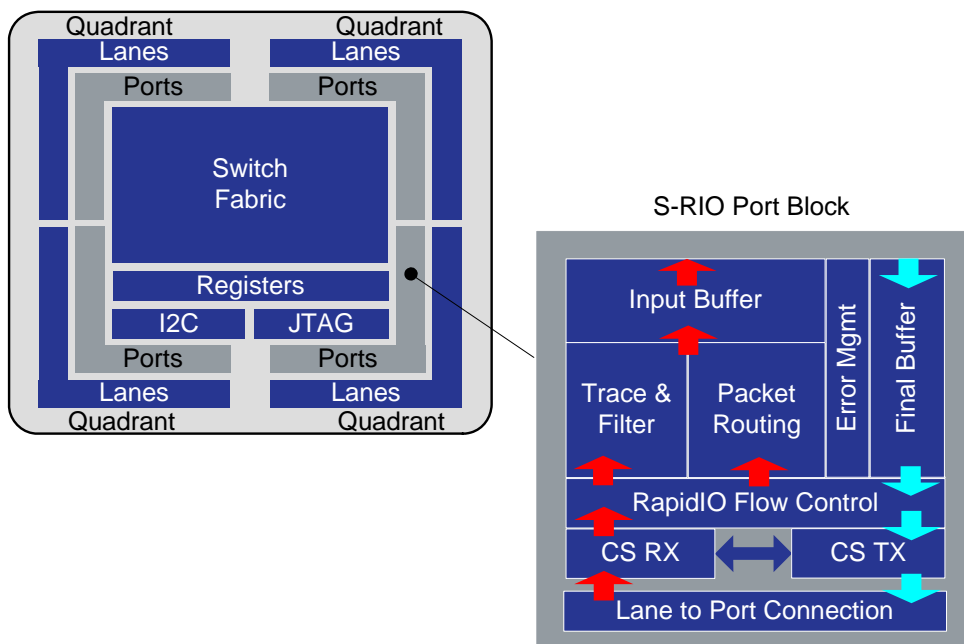 Quadrant Quadrant
Lanes Lanes
Ports Ports
Switch
Fabric
Registers
I2C JTAG
Ports Ports
Lanes Lanes
Quadrant Quadrant
S-RIO Port Block
Input Buffer
Trace &
Filter
Packet
Routing
Error Mgmt
Final Buffer
RapidIO Flow Control
CS RX CS TX
Lane to Port Connection